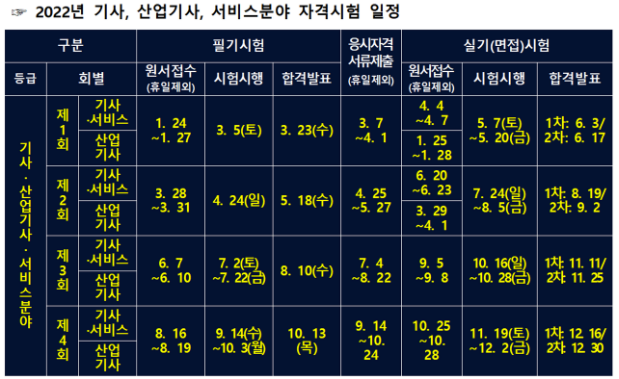 ☞ 2022년 기사, 산업기사, 서비스분야 자격시험 일정
구분 필기시험 응시자격 서류제출 (휴일제외) 실기(면접)시험
등급 회별 원서접수 (휴일제외) 시험시행 합격발표 원서접수 (휴일제외) 시험시행 합격발표
기사·산업기사·서비스분야
제1회 기사 -서비스 1. 24 ~1. 27 3. 5(토) 3. 23(수) 3. 7 ~4. 1 4. 4 ~4. 7 5. 7(토) ~5. 20(금) 1차: 6. 3/ 2차: 6. 17
산업 기사 1. 25 ~1. 28
제2회 기사 -서비스 3. 28 ~3. 31 4. 24(일) 5. 18(수) 4. 25 ~5. 27 6. 20 ~6. 23 7. 24(일) ~8. 5(금) 1차: 8. 19/ 2차: 9. 2
산업 기사 3. 29 ~4. 1
제3회 기사 -서비스 6. 7 ~6. 10 7. 2(토) ~7. 22(금) 8. 10(수) 7. 4 ~8. 22 9. 5 ~9. 8 10. 16(일) ~10. 28(금) 1차: 11. 11/ 2차: 11. 25
산업 기사
제4회 기사 -서비스 8. 16 ~8. 19 9. 14(수) ~10. 3(월) 10. 13 (목) 9. 14 ~10. 24 10. 25 ~10. 28 11. 19(토) ~12. 2(금) 1차: 12. 16/ 2차: 12. 30
산업 기사